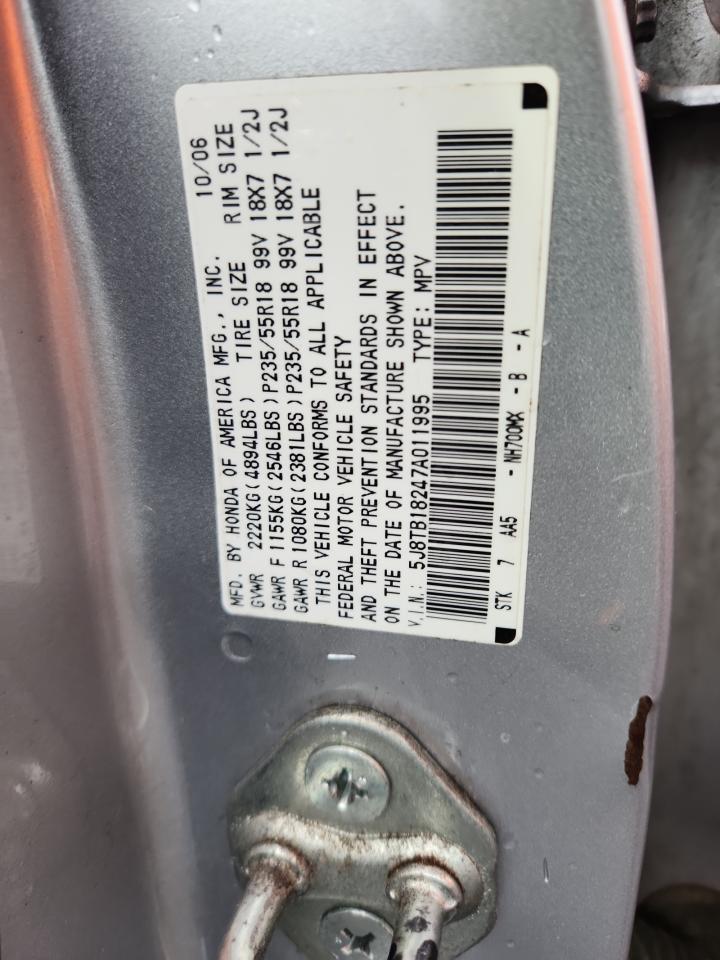 MFD. BY HONDA OF AMERICA MFG., INC. 10/06
GVWR 2220KG(4894LBS) TIRE SIZE RIM SIZE
GAWR F 1155KG(2546LBS)P235/55R18 99V 18X7 1/2J
GAWR R 1080KG(2381LBS)P235/55R18 99V 18X7 1/2J
THIS VEHICLE CONFORMS TO ALL APPLICABLE
FEDERAL MOTOR VEHICLE SAFETY
AND THEFT PREVENTION STANDARDS IN EFFECT
ON THE DATE OF MANUFACTURE SHOWN ABOVE.
V.I.N.: 5J8TB18247A011995 TYPE: MPV
STK 7 AA5 - NH700MX - B - A